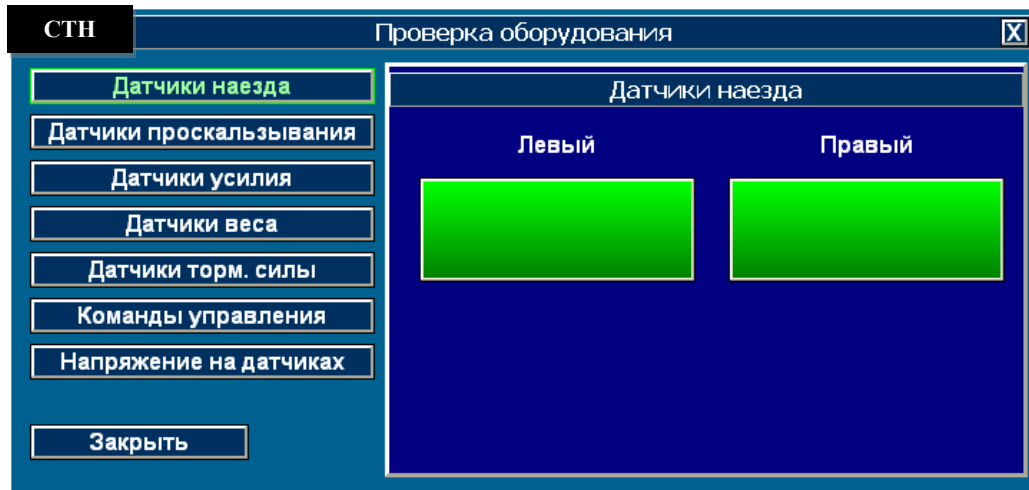 СТН
Проверка оборудования
X
Датчики наезда
Датчики проскальзывания
Датчики усилия
Датчики веса
Датчики торм. силы
Команды управления
Напряжение на датчиках
Закрыть
Датчики наезда
Левый Правый